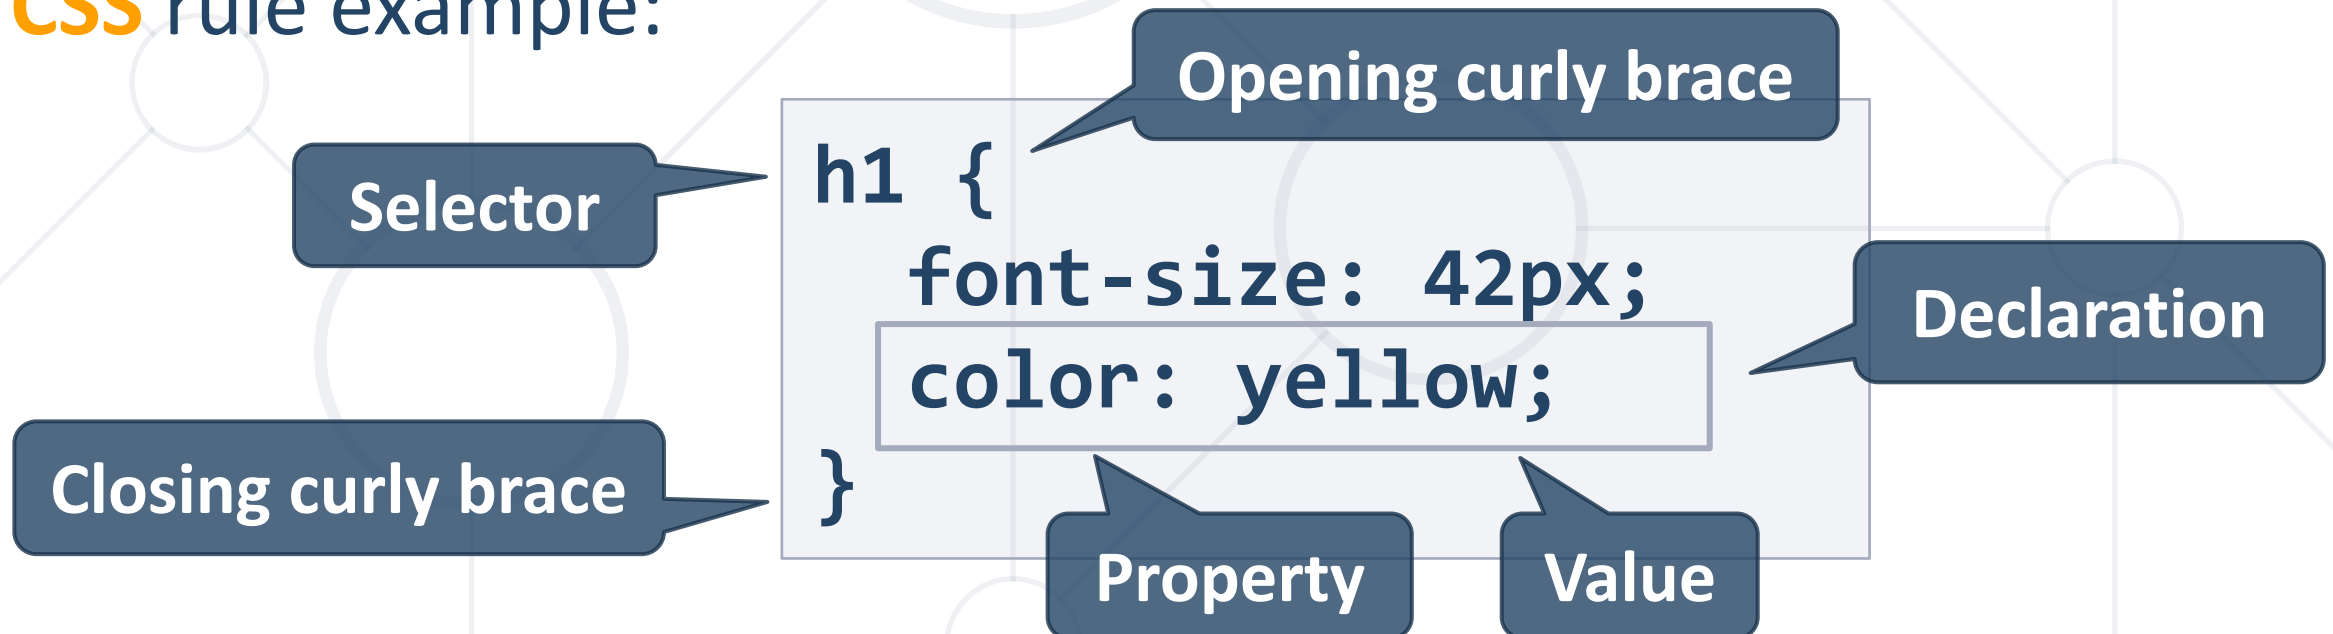 CSS rule example:
Opening curly brace
Selector
h1 {
font-size: 42px;
Declaration
color: yellow;
Closing curly brace
}
Property
Value